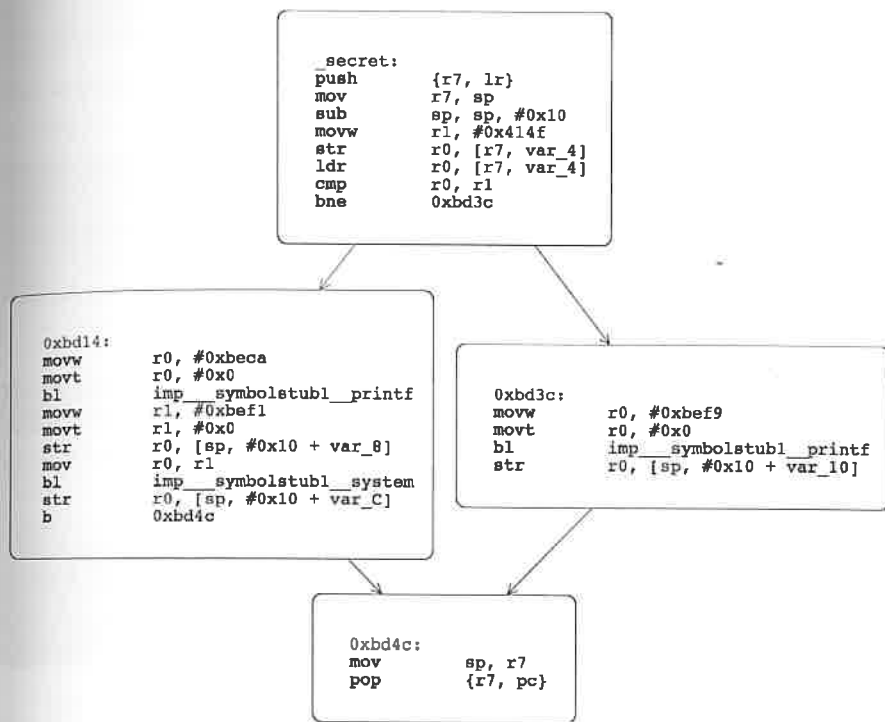 _secret:
push {r7, lr}
mov r7, sp
sub sp, sp, #0x10
movw r1, #0x414f
str r0, [r7, var_4]
ldr r0, [r7, var_4]
cmp r0, r1
bne 0xbd3c
0xbd14:
movw r0, #0xbeca
movt r0, #0x0
bl imp___symbolstub1__printf
movw r1, #0xbef1
movt r1, #0x0
str r0, [sp, #0x10 + var_8]
mov r0, r1
bl imp___symbolstub1__system
str r0, [sp, #0x10 + var_C]
b 0xbd4c
0xbd3c:
movw r0, #0xbef9
movt r0, #0x0
bl imp___symbolstub1__printf
str r0, [sp, #0x10 + var_10]
0xbd4c:
mov sp, r7
pop {r7, pc}